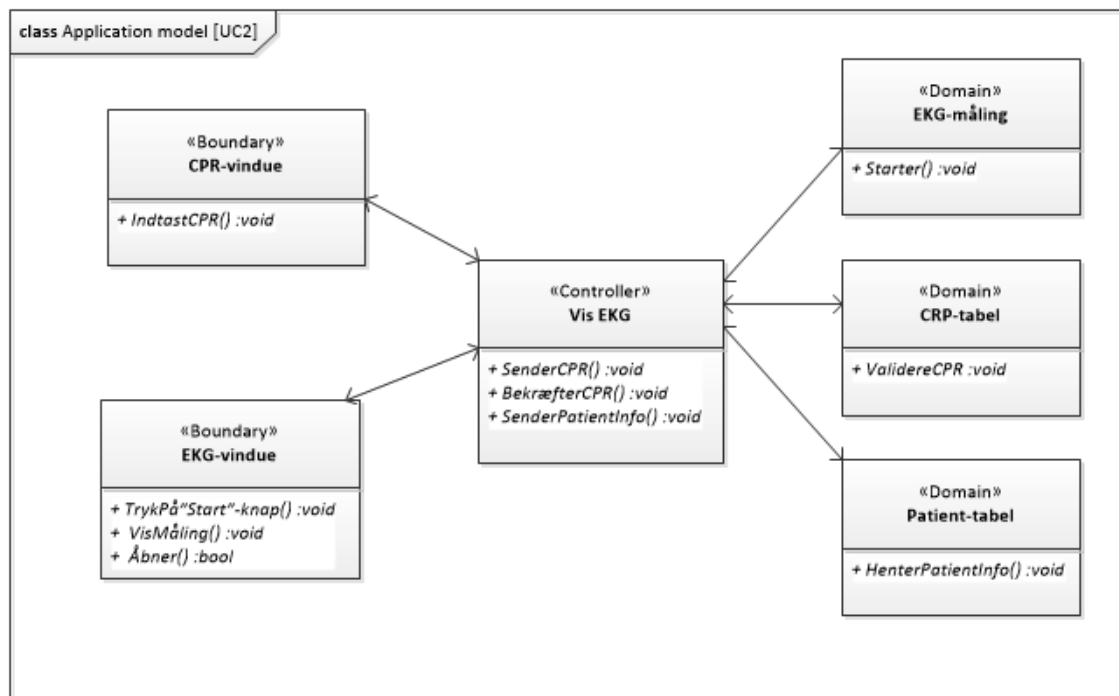 class Application model [UC2]
«Boundary»
CPR-vindue
+ IndtastCPR() :void
«Boundary»
EKG-vindue
+ TrykPå"Start"-knap() :void
+ VisMåling() :void
+ Åbner() :bool
«Controller»
Vis EKG
+ SenderCPR() :void
+ BekræfterCPR() :void
+ SenderPatientInfo() :void
«Domain»
EKG-måling
+ Starter() :void
«Domain»
CRP-tabel
+ ValidereCPR :void
«Domain»
Patient-tabel
+ HenterPatientInfo() :void